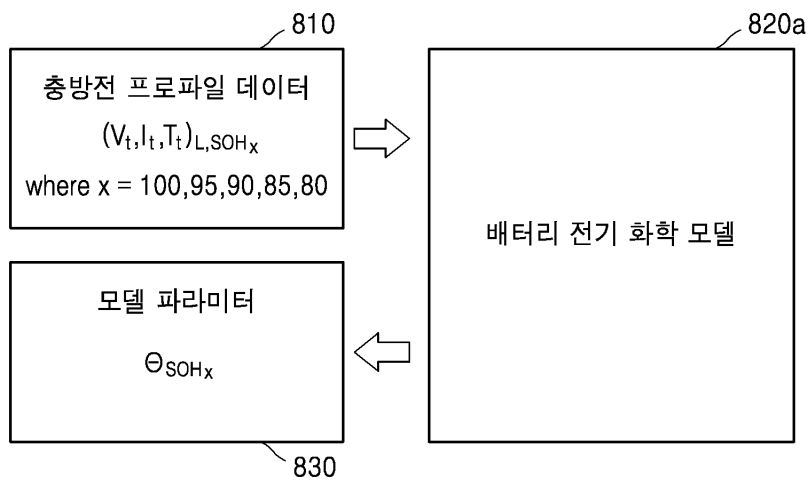 810
충방전 프로파일 데이터
(Vt,It,Tt)L,SOHx
where x = 100,95,90,85,80
820a
배터리 전기 화학 모델
모델 파라미터
ΘSOHx
830